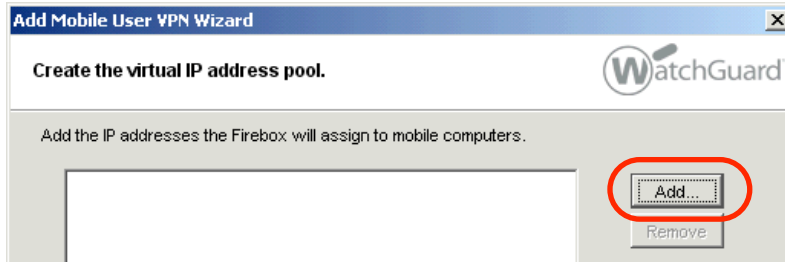 Add Mobile User VPN Wizard
Create the virtual IP address pool.
WatchGuard
Add the IP addresses the Firebox will assign to mobile computers.
Add...
Remove